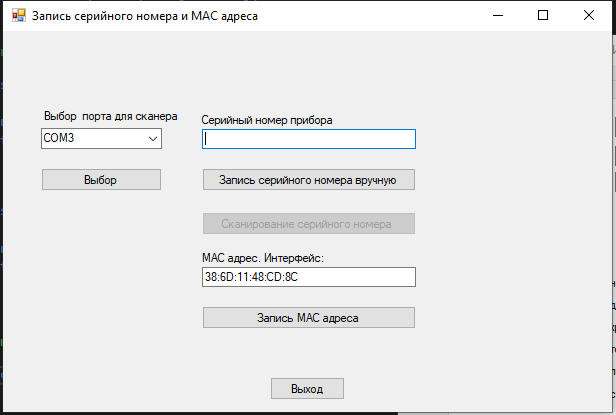 Запись серийного номера и MAC адреса
Выбор порта для сканера
Серийный номер прибора
COM3
Выбор
Запись серийного номера вручную
Сканирование серийного номера
MAC адрес. Интерфейс:
38:6D:11:48:CD:8C
Запись MAC адреса
Выход